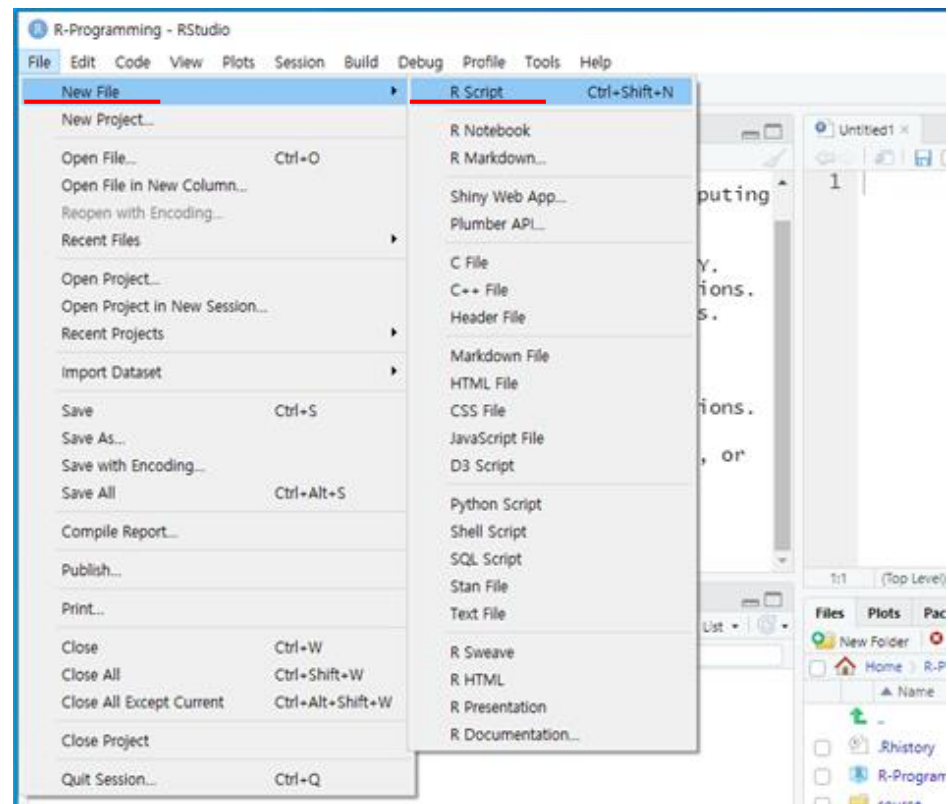 R-Programming - RStudio
File Edit Code View Plots Session Build Debug Profile Tools Help
New File
New Project...
Open File... Ctrl+O
Open File in New Column...
Reopen with Encoding...
Recent Files
Open Project...
Open Project in New Session...
Recent Projects
Import Dataset
Save Ctrl+S
Save As...
Save with Encoding...
Save All Ctrl+Alt+S
Compile Report...
Publish...
Print...
Close Ctrl+W
Close All Ctrl+Shift+W
Close All Except Current Ctrl+Alt+Shift+W
Close Project
Quit Session... Ctrl+Q
R Script Ctrl+Shift+N
R Notebook
R Markdown...
Shiny Web App...
Plumber API...
C File
C++ File
Header File
Markdown File
HTML File
CSS File
JavaScript File
D3 Script
Python Script
Shell Script
SQL Script
Stan File
Text File
R Sweave
R HTML
R Presentation
R Documentation...
puting
Y.
ions.
s.
ions.
, or
List
Untitled1
1
1:1 (Top Level)
Files Plots Pac
New Folder
Home R-P
Name
..
.Rhistory
R-Program